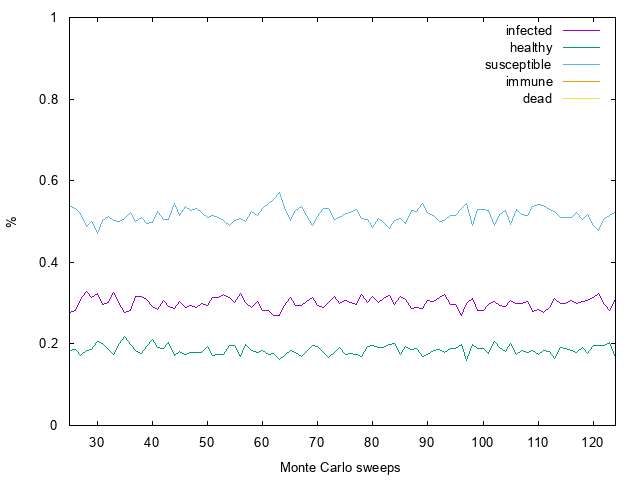 1
infected
healthy
susceptible
immune
dead
0.8
0.6
%
0.4
0.2
0
30 40 50 60 70 80 90 100 110 120
Monte Carlo sweeps